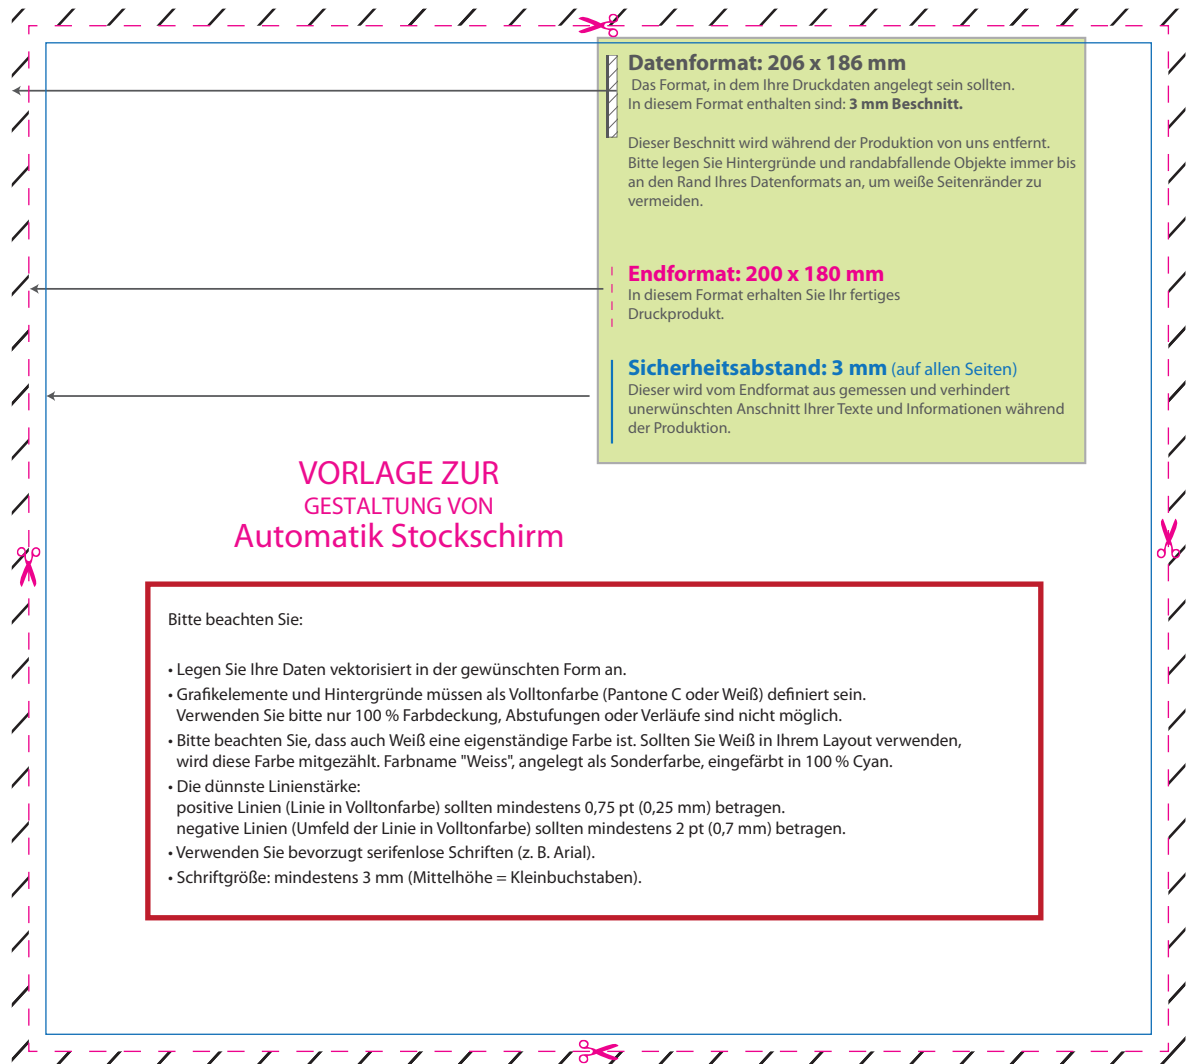 Datenformat: 206 x 186 mm
Das Format, in dem Ihre Druckdaten angelegt sein sollten.
In diesem Format enthalten sind: 3 mm Beschnitt.
Dieser Beschnitt wird während der Produktion von uns entfernt.
Bitte legen Sie Hintergründe und randabfallende Objekte immer bis
an den Rand Ihres Datenformats an, um weiße Seitenränder zu
vermeiden.
Endformat: 200 x 180 mm
In diesem Format erhalten Sie Ihr fertiges
Druckprodukt.
Sicherheitsabstand: 3 mm (auf allen Seiten)
Dieser wird vom Endformat aus gemessen und verhindert
unerwünschten Anschnitt Ihrer Texte und Informationen während
der Produktion.
VORLAGE ZUR
GESTALTUNG VON
Automatik Stockschirm
Bitte beachten Sie:
• Legen Sie Ihre Daten vektorisiert in der gewünschten Form an.
• Grafikelemente und Hintergründe müssen als Volltonfarbe (Pantone C oder Weiß) definiert sein.
Verwenden Sie bitte nur 100 % Farbdeckung, Abstufungen oder Verläufe sind nicht möglich.
• Bitte beachten Sie, dass auch Weiß eine eigenständige Farbe ist. Sollten Sie Weiß in Ihrem Layout verwenden,
wird diese Farbe mitgezählt. Farbname "Weiss", angelegt als Sonderfarbe, eingefärbt in 100 % Cyan.
• Die dünnste Linienstärke:
positive Linien (Linie in Volltonfarbe) sollten mindestens 0,75 pt (0,25 mm) betragen.
negative Linien (Umfeld der Linie in Volltonfarbe) sollten mindestens 2 pt (0,7 mm) betragen.
• Verwenden Sie bevorzugt serifenlose Schriften (z. B. Arial).
• Schriftgröße: mindestens 3 mm (Mittelhöhe = Kleinbuchstaben).